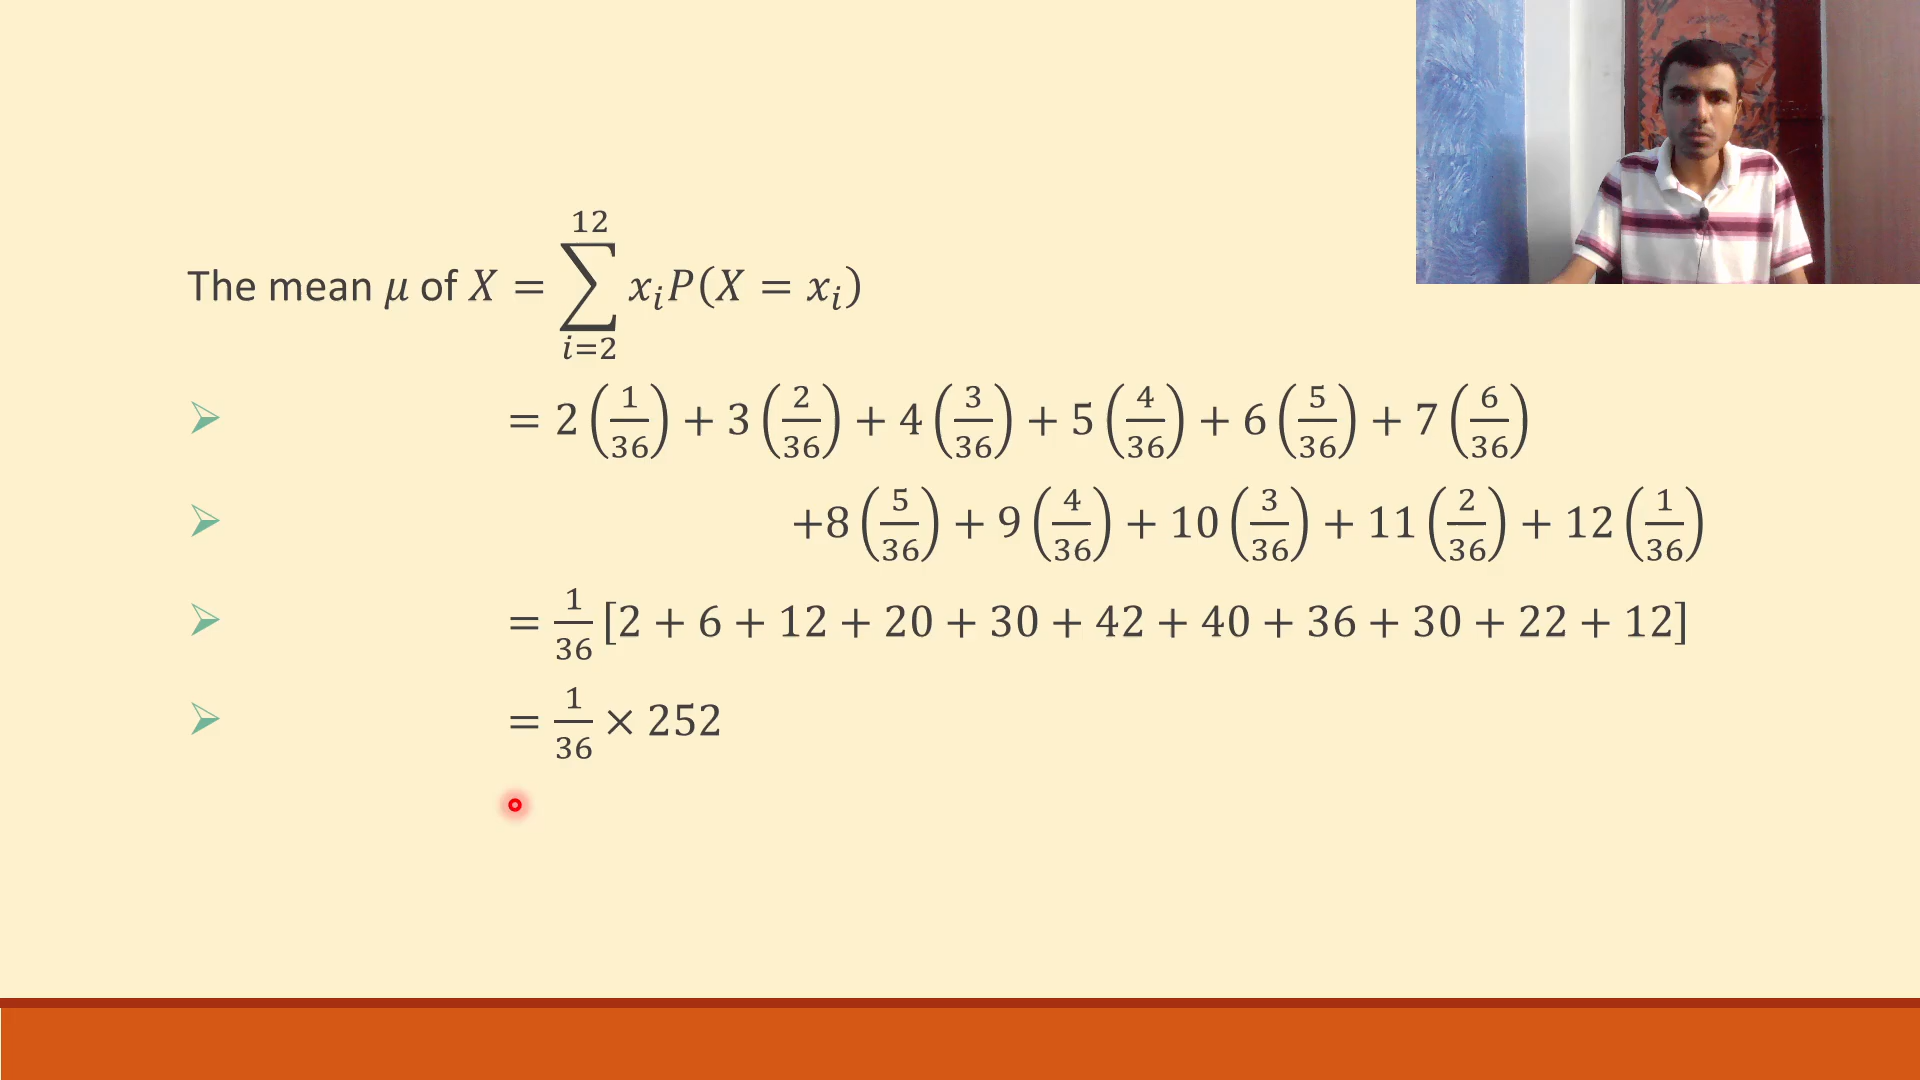 The mean μ of X = ∑_{i=2}^{12} x_i P(X = x_i)
= 2(1/36) + 3(2/36) + 4(3/36) + 5(4/36) + 6(5/36) + 7(6/36)
+8(5/36) + 9(4/36) + 10(3/36) + 11(2/36) + 12(1/36)
= 1/36 [2 + 6 + 12 + 20 + 30 + 42 + 40 + 36 + 30 + 22 + 12]
= 1/36 × 252